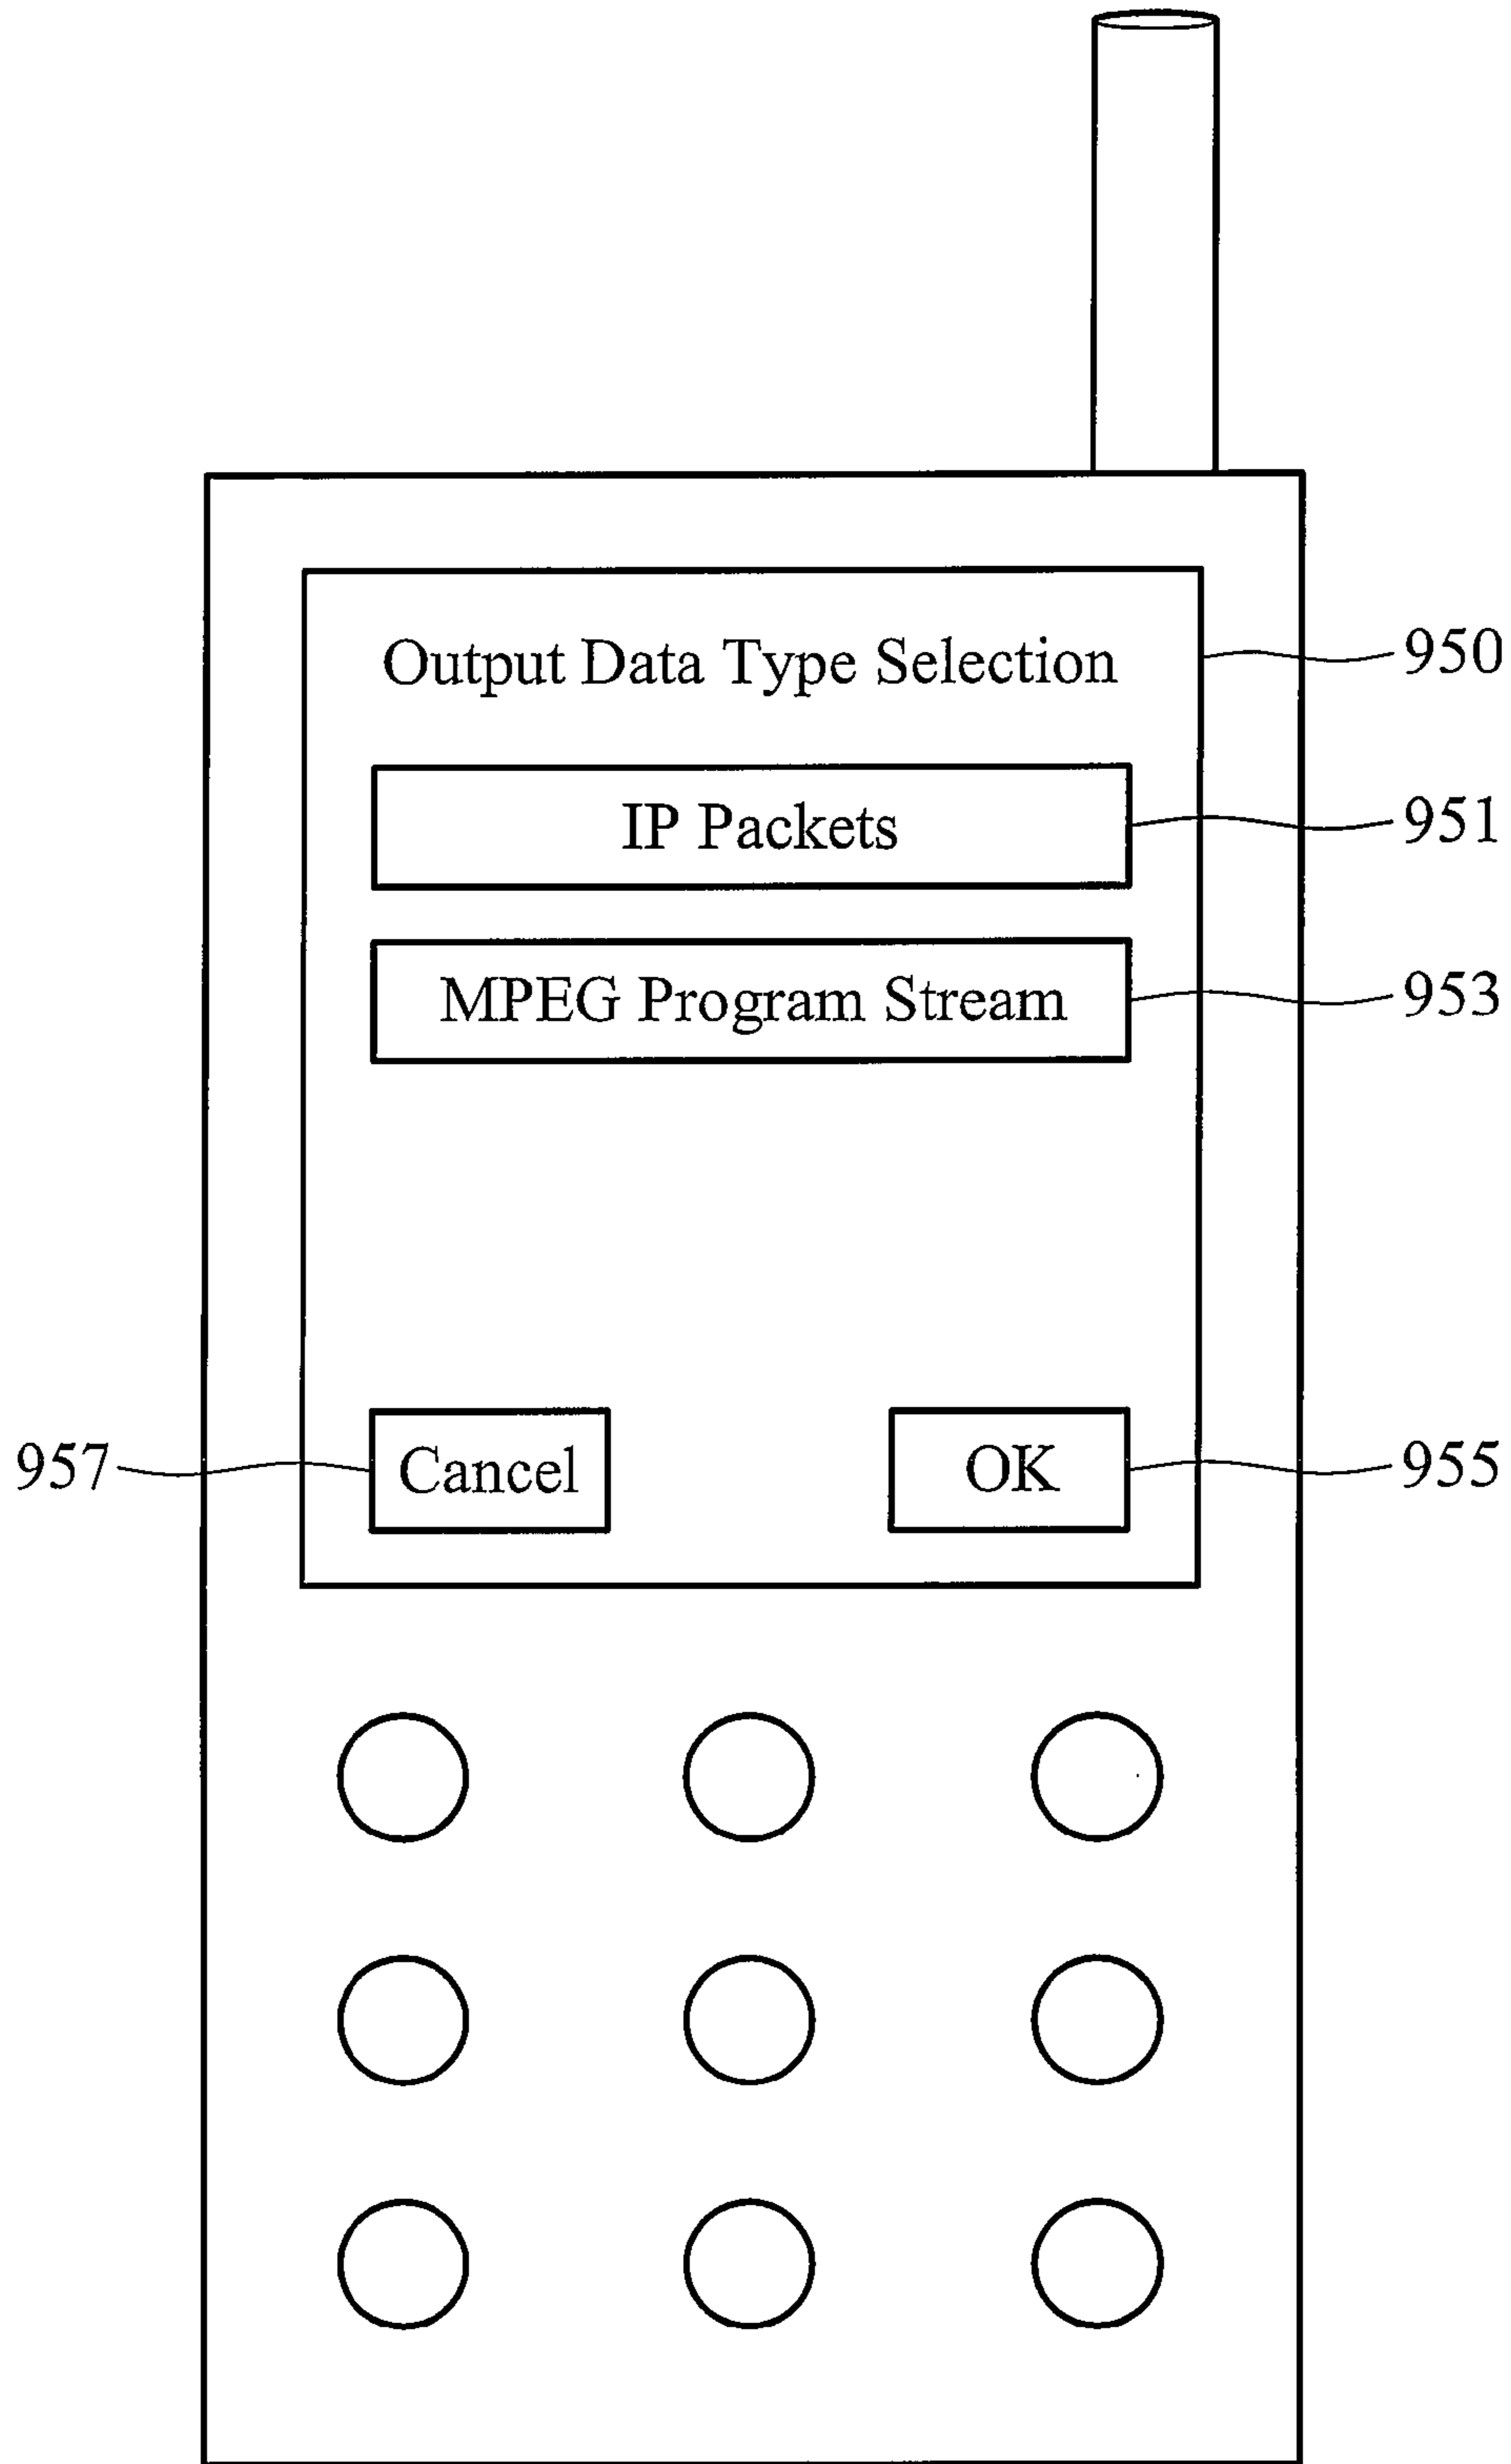 Output Data Type Selection
950
IP Packets
951
MPEG Program Stream
953
957
Cancel
OK
955